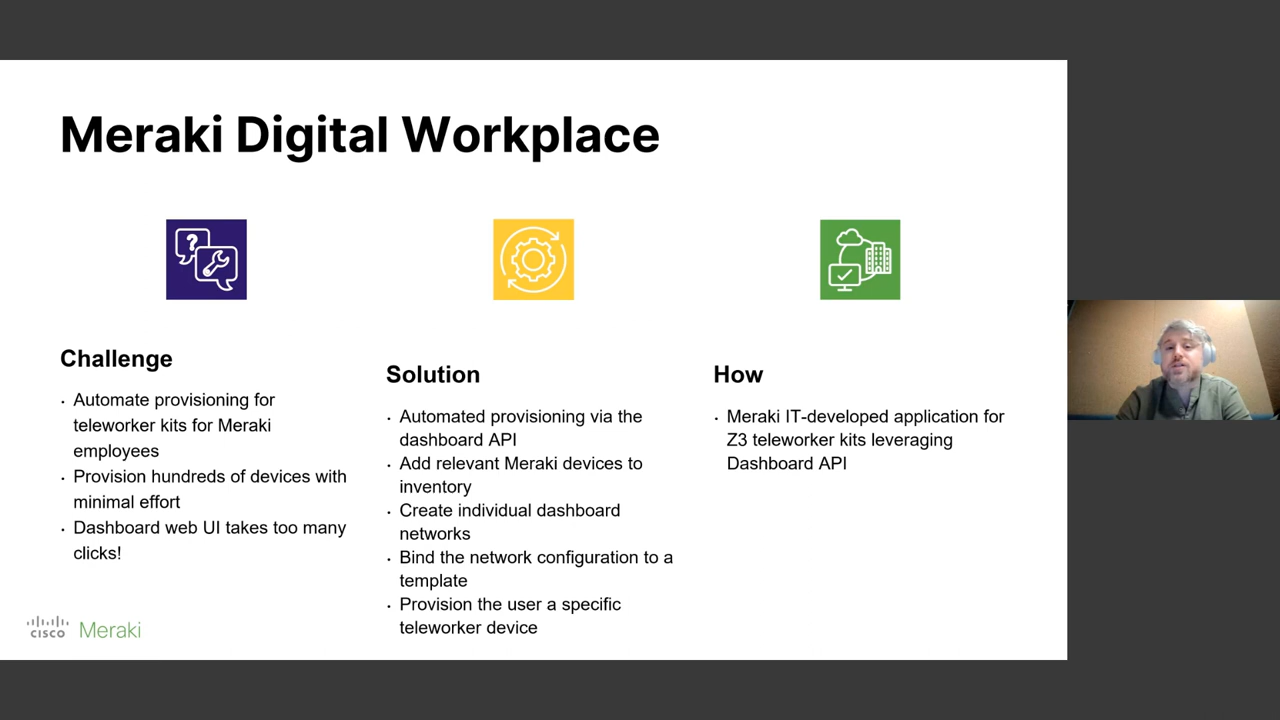 Meraki Digital Workplace
?
Challenge
· Automate provisioning for
teleworker kits for Meraki
employees
· Provision hundreds of devices with
minimal effort
· Dashboard web UI takes too many
clicks!
Solution
· Automated provisioning via the
dashboard API
· Add relevant Meraki devices to
inventory
· Create individual dashboard
networks
· Bind the network configuration to a
template
· Provision the user a specific
teleworker device
How
· Meraki IT-developed application for
Z3 teleworker kits leveraging
Dashboard API
CISCO Meraki